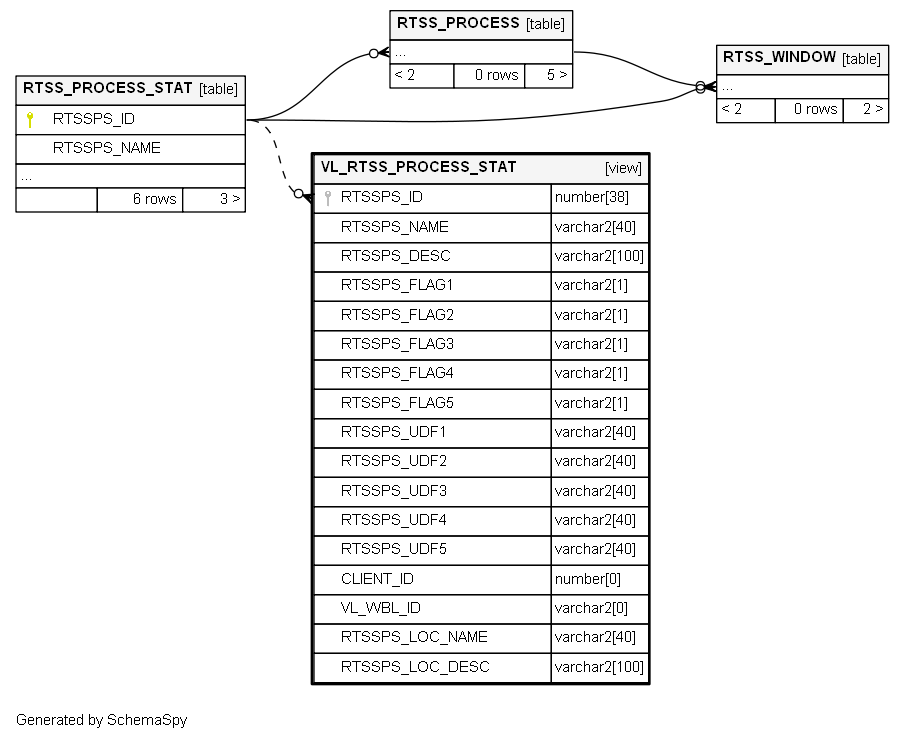 RTSS_PROCESS [table]
...
< 2 0 rows 5 >
RTSS_WINDOW [table]
...
< 2 0 rows 2 >
RTSS_PROCESS_STAT [table]
RTSSPS_ID
RTSSPS_NAME
...
6 rows 3 >
VL_RTSS_PROCESS_STAT [view]
RTSSPS_ID number[38]
RTSSPS_NAME varchar2[40]
RTSSPS_DESC varchar2[100]
RTSSPS_FLAG1 varchar2[1]
RTSSPS_FLAG2 varchar2[1]
RTSSPS_FLAG3 varchar2[1]
RTSSPS_FLAG4 varchar2[1]
RTSSPS_FLAG5 varchar2[1]
RTSSPS_UDF1 varchar2[40]
RTSSPS_UDF2 varchar2[40]
RTSSPS_UDF3 varchar2[40]
RTSSPS_UDF4 varchar2[40]
RTSSPS_UDF5 varchar2[40]
CLIENT_ID number[0]
VL_WBL_ID varchar2[0]
RTSSPS_LOC_NAME varchar2[40]
RTSSPS_LOC_DESC varchar2[100]
Generated by SchemaSpy